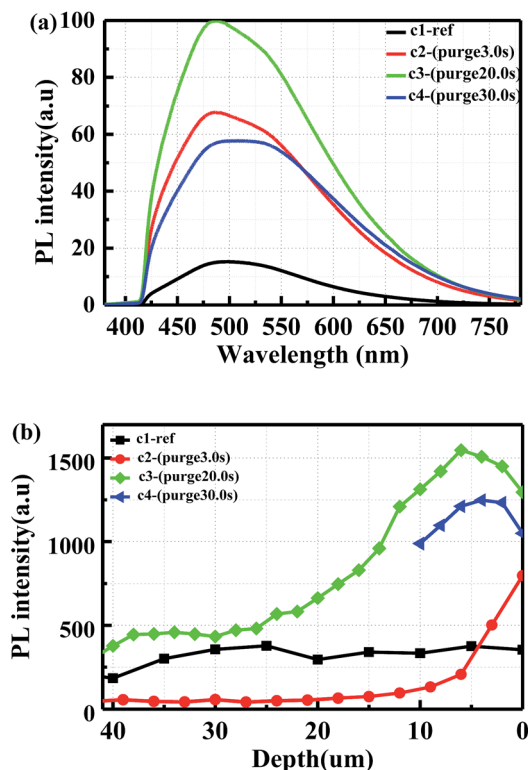 (a)
c1-ref
c2-(purge3.0s)
c3-(purge20.0s)
c4-(purge30.0s)
PL intensity(a.u)
100
80
60
40
20
0
400 450 500 550 600 650 700 750
Wavelength (nm)
(b)
c1-ref
c2-(purge3.0s)
c3-(purge20.0s)
c4-(purge30.0s)
PL intensity(a.u)
1500
1000
500
0
40 30 20 10 0
Depth(um)